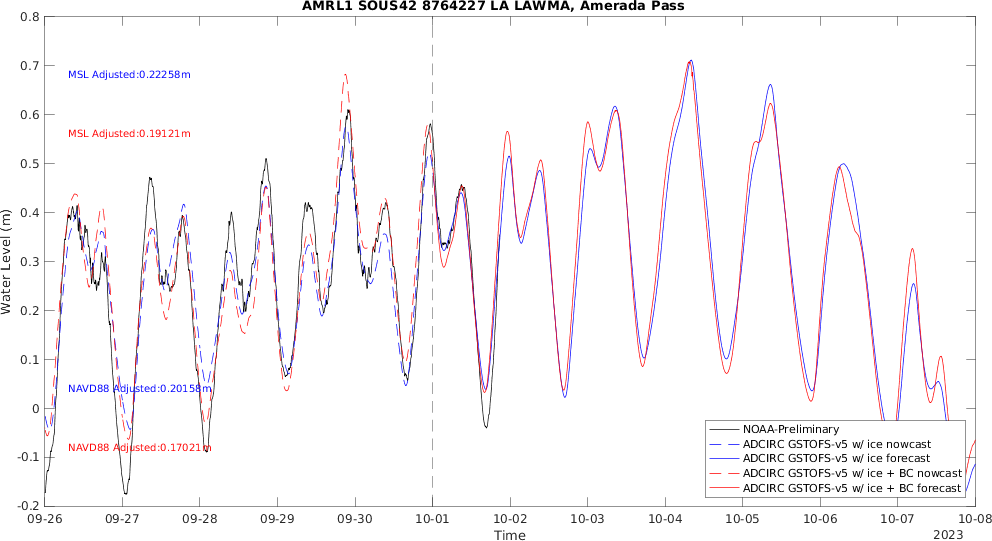 AMRL1 SOUS42 8764227 LA LAWMA, Amerada Pass
0.8
0.7
0.6
0.5
0.4
0.3
0.2
0.1
0
-0.1
-0.2
Water Level (m)
MSL Adjusted:0.22258m
MSL Adjusted:0.19121m
NAVD88 Adjusted:0.20158m
NAVD88 Adjusted:0.17021m
NOAA-Preliminary
ADCIRC GSTOFS-v5 w/ ice nowcast
ADCIRC GSTOFS-v5 w/ ice forecast
ADCIRC GSTOFS-v5 w/ ice + BC nowcast
ADCIRC GSTOFS-v5 w/ ice + BC forecast
09-26 09-27 09-28 09-29 09-30 10-01 10-02 10-03 10-04 10-05 10-06 10-07 10-08
Time
2023